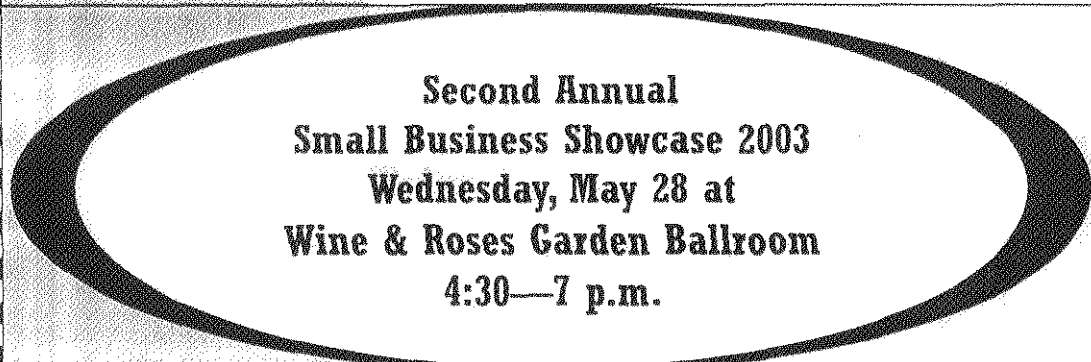 Second Annual
Small Business Showcase 2003
Wednesday, May 28 at
Wine & Roses Garden Ballroom
4:30—7 p.m.